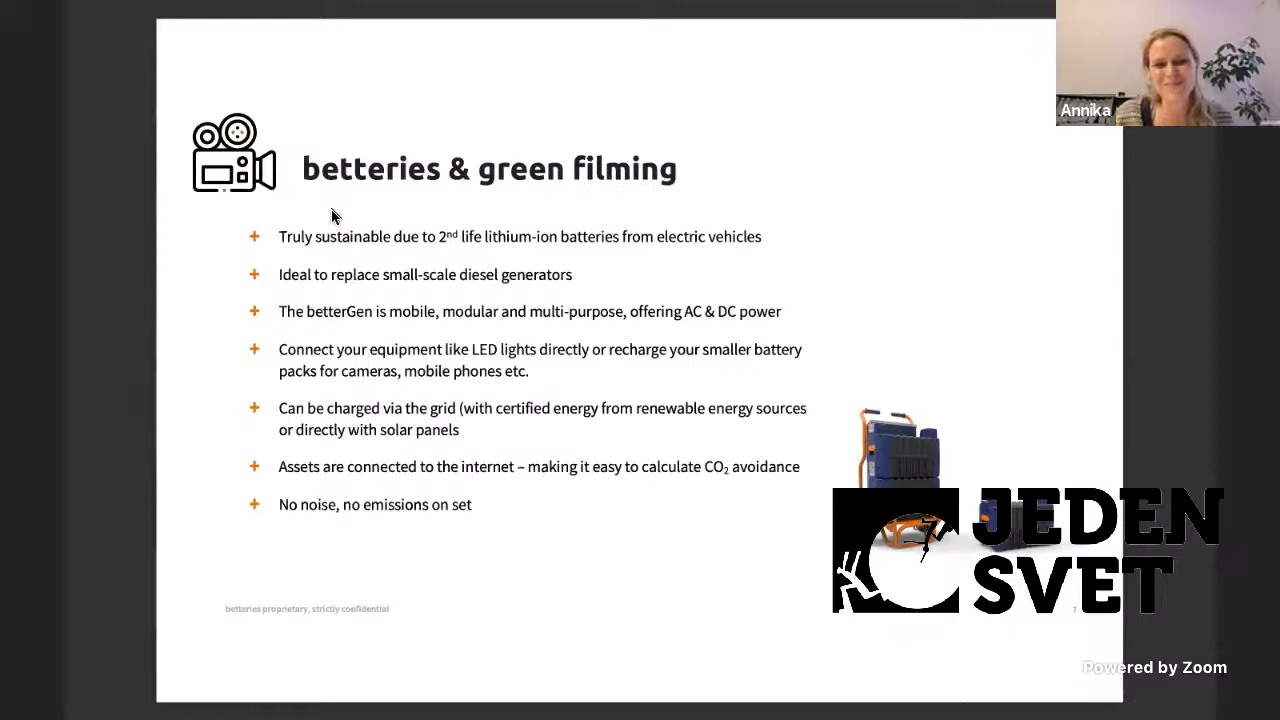 Annika
betteries & green filming
+ Truly sustainable due to 2nd life lithium-ion batteries from electric vehicles
+ Ideal to replace small-scale diesel generators
+ The betterGen is mobile, modular and multi-purpose, offering AC & DC power
+ Connect your equipment like LED lights directly or recharge your smaller battery
packs for cameras, mobile phones etc.
+ Can be charged via the grid (with certified energy from renewable energy sources
or directly with solar panels
+ Assets are connected to the internet – making it easy to calculate CO₂ avoidance
+ No noise, no emissions on set
JEDEN
SVET
betteries proprietary, strictly confidential
7
Powered by Zoom